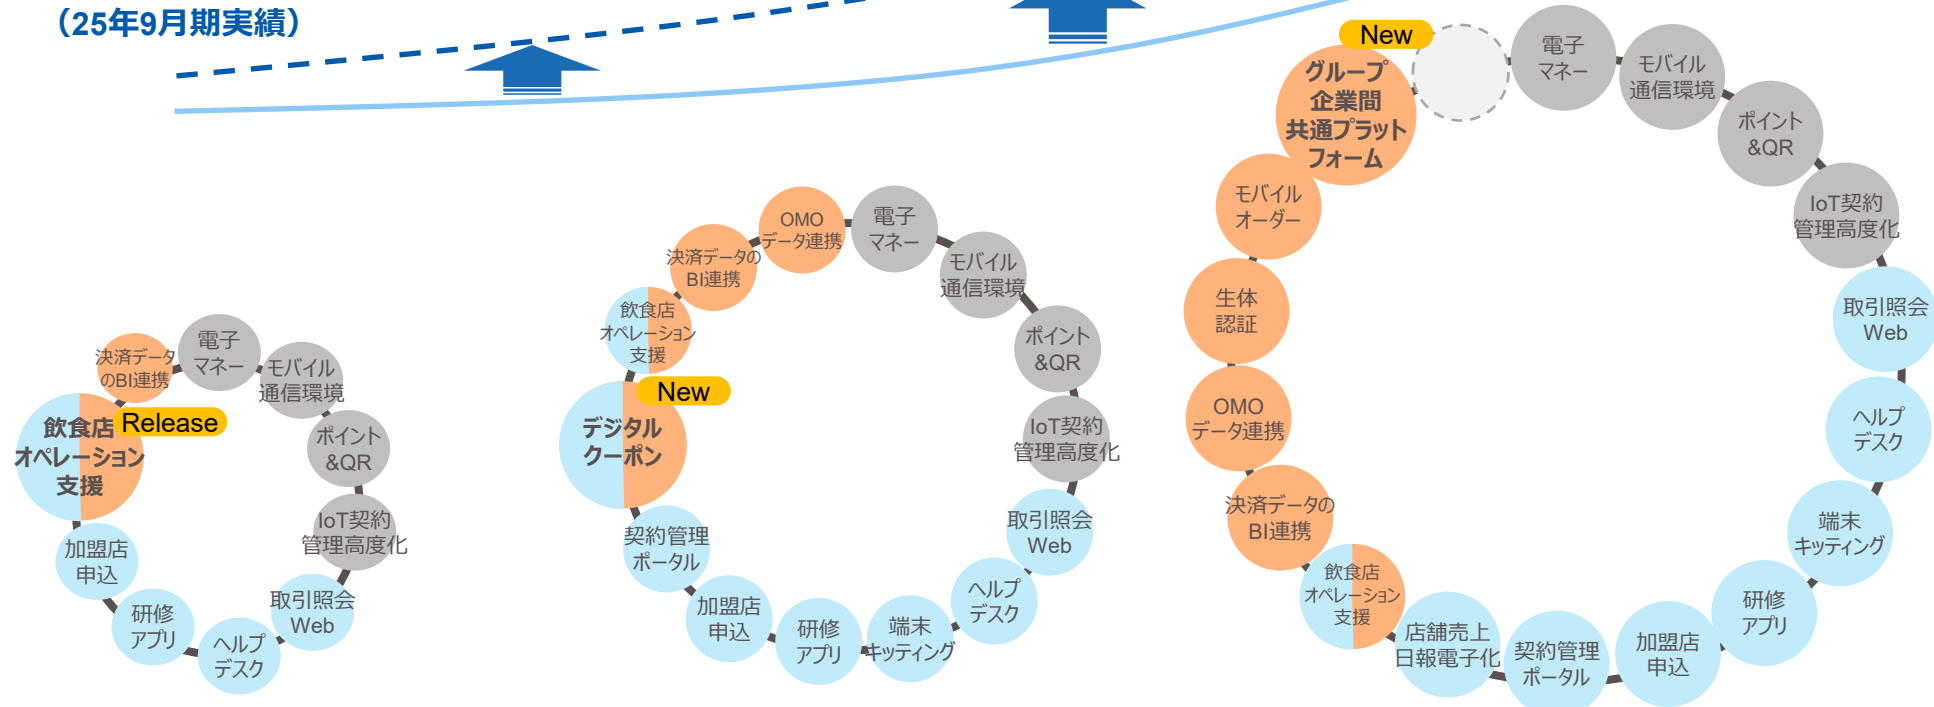 （25年9月期実績）
決済データ
のBI連携
電子
マネー
モバイル
通信環境
ポイント
&QR
IoT契約
管理高度化
取引照会
Web
ヘルプ
デスク
研修
アプリ
加盟店
申込
飲食店
オペレーション
支援
Release
OMO
データ連携
電子
マネー
モバイル
通信環境
ポイント
&QR
IoT契約
管理高度化
取引照会
Web
ヘルプ
デスク
端末
キッティング
研修
アプリ
加盟店
申込
契約管理
ポータル
デジタル
クーポン
New
飲食店
オペレーション
支援
決済データの
BI連携
New
グループ
企業間
共通プラット
フォーム
電子
マネー
モバイル
通信環境
ポイント
&QR
IoT契約
管理高度化
取引照会
Web
ヘルプ
デスク
端末
キッティング
研修
アプリ
加盟店
申込
契約管理
ポータル
店舗売上
日報電子化
飲食店
オペレーション
支援
決済データの
BI連携
OMO
データ連携
生体
認証
モバイル
オーダー